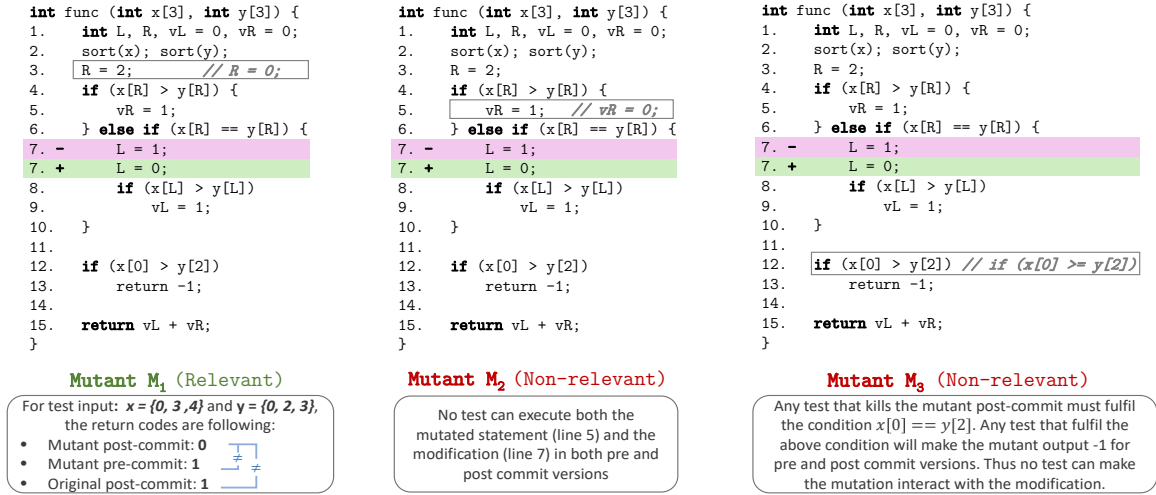 int func (int x[3], int y[3]) {
1. int L, R, vL = 0, vR = 0;
2. sort(x); sort(y);
3. R = 2; // R = 0;
4. if (x[R] > y[R]) {
5. vR = 1;
6. } else if (x[R] == y[R]) {
7. - L = 1;
7. + L = 0;
8. if (x[L] > y[L])
9. vL = 1;
10. }
11.
12. if (x[0] > y[2])
13. return -1;
14.
15. return vL + vR;
}
Mutant M1 (Relevant)
For test input: x = {0, 3 ,4} and y = {0, 2, 3},
the return codes are following:
• Mutant post-commit: 0
• Mutant pre-commit: 1
• Original post-commit: 1
≠
≠
int func (int x[3], int y[3]) {
1. int L, R, vL = 0, vR = 0;
2. sort(x); sort(y);
3. R = 2;
4. if (x[R] > y[R]) {
5. vR = 1; // vR = 0;
6. } else if (x[R] == y[R]) {
7. - L = 1;
7. + L = 0;
8. if (x[L] > y[L])
9. vL = 1;
10. }
11.
12. if (x[0] > y[2])
13. return -1;
14.
15. return vL + vR;
}
Mutant M2 (Non-relevant)
No test can execute both the
mutated statement (line 5) and the
modification (line 7) in both pre and
post commit versions
int func (int x[3], int y[3]) {
1. int L, R, vL = 0, vR = 0;
2. sort(x); sort(y);
3. R = 2;
4. if (x[R] > y[R]) {
5. vR = 1;
6. } else if (x[R] == y[R]) {
7. - L = 1;
7. + L = 0;
8. if (x[L] > y[L])
9. vL = 1;
10. }
11.
12. if (x[0] > y[2]) // if (x[0] >= y[2])
13. return -1;
14.
15. return vL + vR;
}
Mutant M3 (Non-relevant)
Any test that kills the mutant post-commit must fulfil
the condition x[0] == y[2]. Any test that fulfil the
above condition will make the mutant output -1 for
pre and post commit versions. Thus no test can make
the mutation interact with the modification.